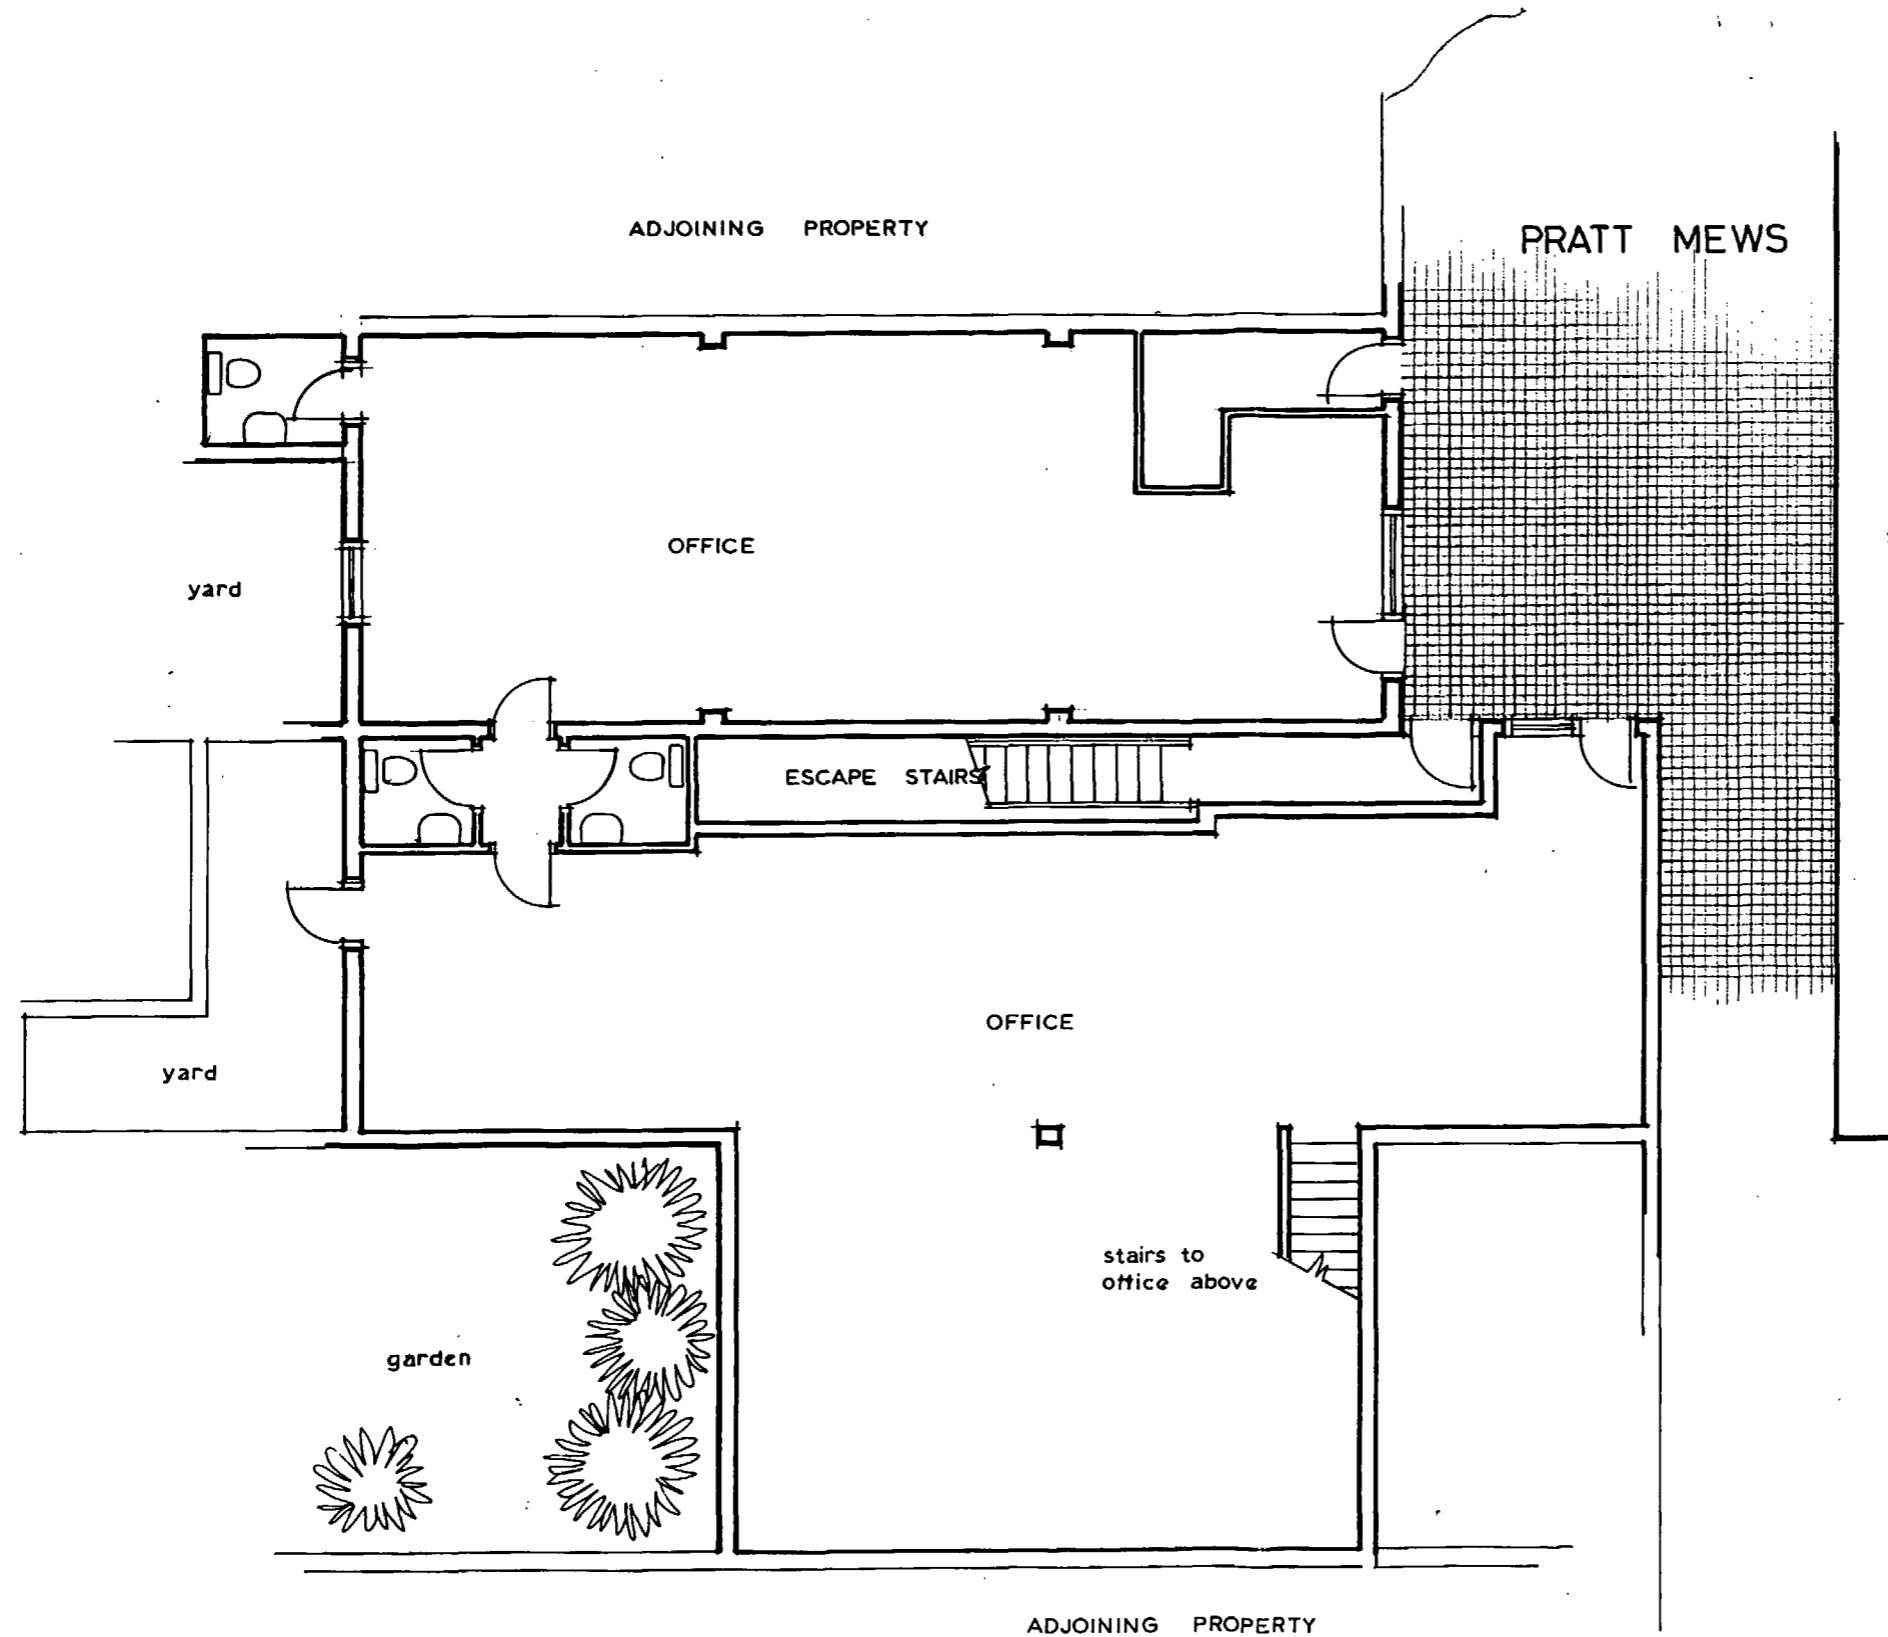 ADJOINING PROPERTY
PRATT MEWS
OFFICE
yard
ESCAPE STAIRS
OFFICE
yard
stairs to
office above
garden
ADJOINING PROPERTY